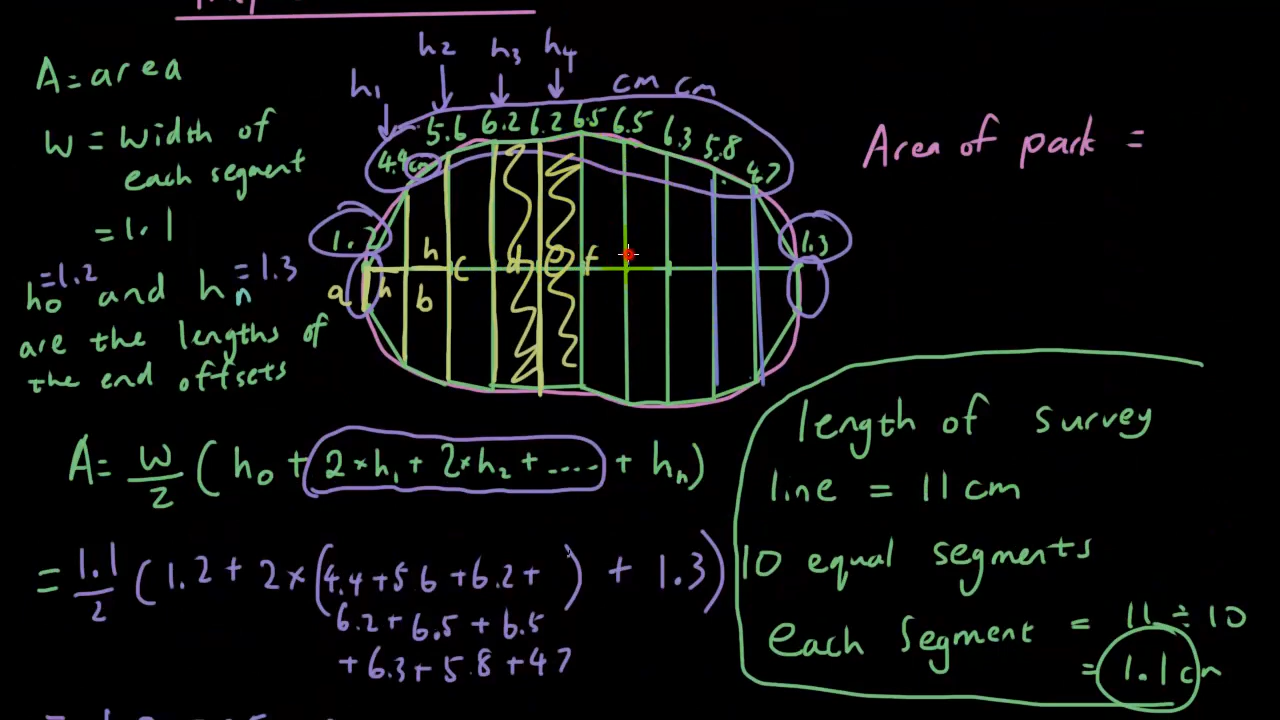 A = area
W = width of
each segment
= 1.1
h0 = 1.2 and hn = 1.3
are the lengths of
the end offsets
h1 h2 h3 h4
cm cm
4.4 cm 5.6 6.2 6.2 6.5 6.5 6.3 5.8 4.7
1.2 1.3
a h b h c d e f
Area of park =
A = W/2 (h0 + 2×h1 + 2×h2 + .... + hn)
= 1.1/2 (1.2 + 2×(4.4+5.6+6.2+
6.2+6.5+6.5
+6.3+5.8+4.7) + 1.3)
length of survey
line = 11 cm
10 equal segments
each segment = 11 ÷ 10
= 1.1 cm